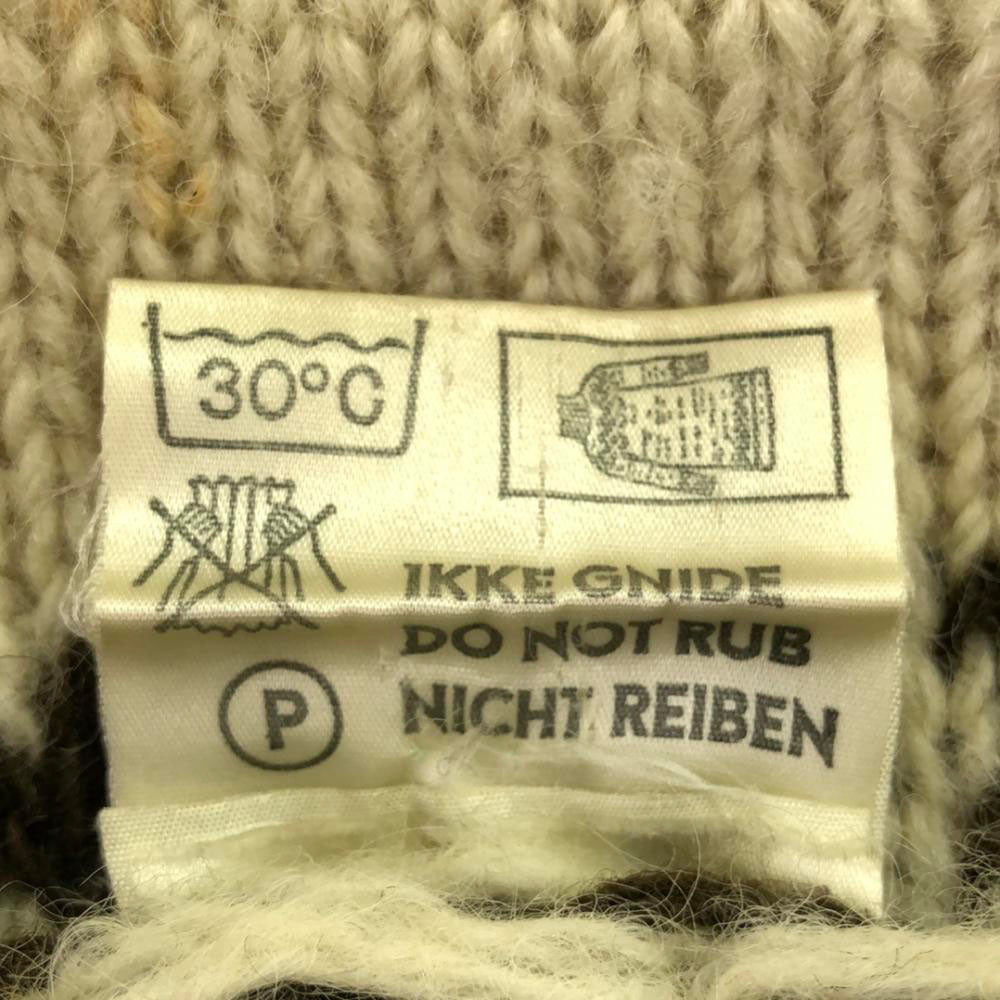 30°C
IKKE GNIDE
DO NOT RUB
NICHT REIBEN
P